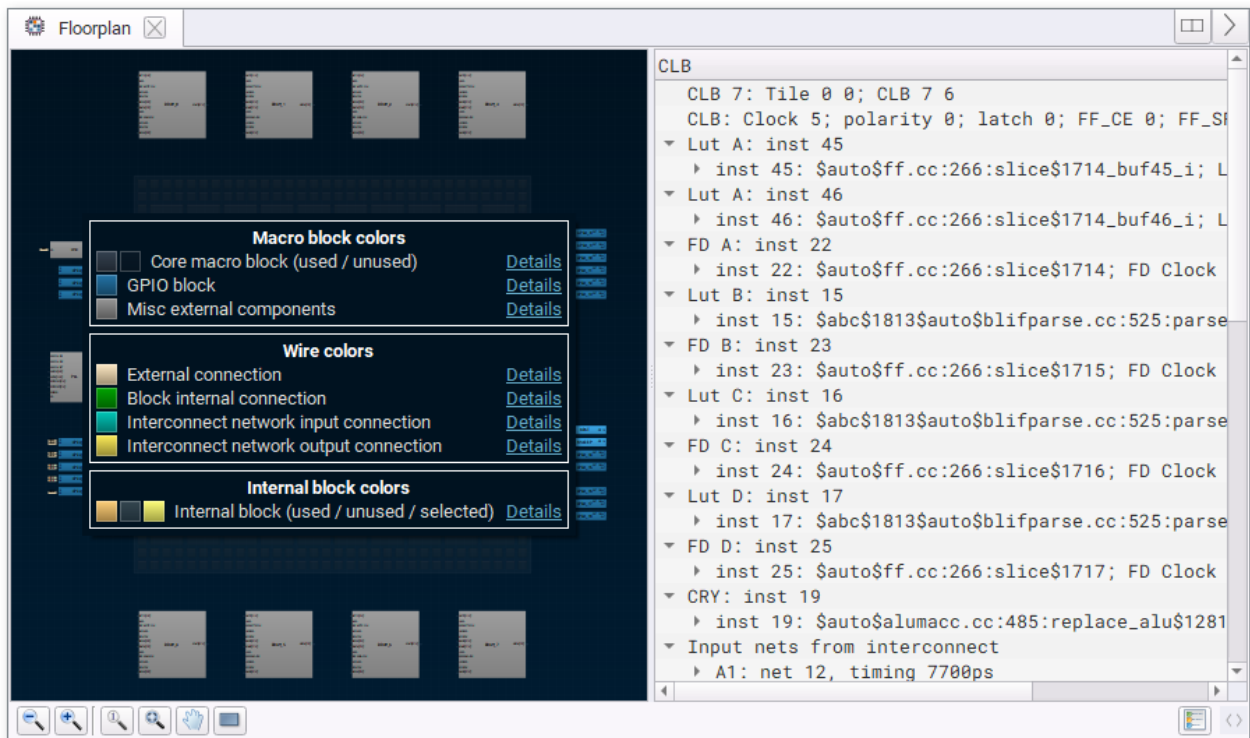 Floorplan
Macro block colors
Core macro block (used / unused) Details
GPIO block Details
Misc external components Details
Wire colors
External connection Details
Block internal connection Details
Interconnect network input connection Details
Interconnect network output connection Details
Internal block colors
Internal block (used / unused / selected) Details
CLB
CLB 7: Tile 0 0; CLB 7 6
CLB: Clock 5; polarity 0; latch 0; FF_CE 0;
Lut A: inst 45
inst 45: $auto$ff.cc:266:slice$1714_buf45_i; L
Lut A: inst 46
inst 46: $auto$ff.cc:266:slice$1714_buf46_i; L
FD A: inst 22
inst 22: $auto$ff.cc:266:slice$1714; FD Clock
Lut B: inst 15
inst 15: $abc$1813$auto$blifparse.cc:525:parse
FD B: inst 23
inst 23: $auto$ff.cc:266:slice$1715; FD Clock
Lut C: inst 16
inst 16: $abc$1813$auto$blifparse.cc:525:parse
FD C: inst 24
inst 24: $auto$ff.cc:266:slice$1716; FD Clock
Lut D: inst 17
inst 17: $abc$1813$auto$blifparse.cc:525:parse
FD D: inst 25
inst 25: $auto$ff.cc:266:slice$1717; FD Clock
CRY: inst 19
inst 19: $auto$alumacc.cc:485:replace_alu$1281
Input nets from interconnect
A1: net 12, timing 7700ps